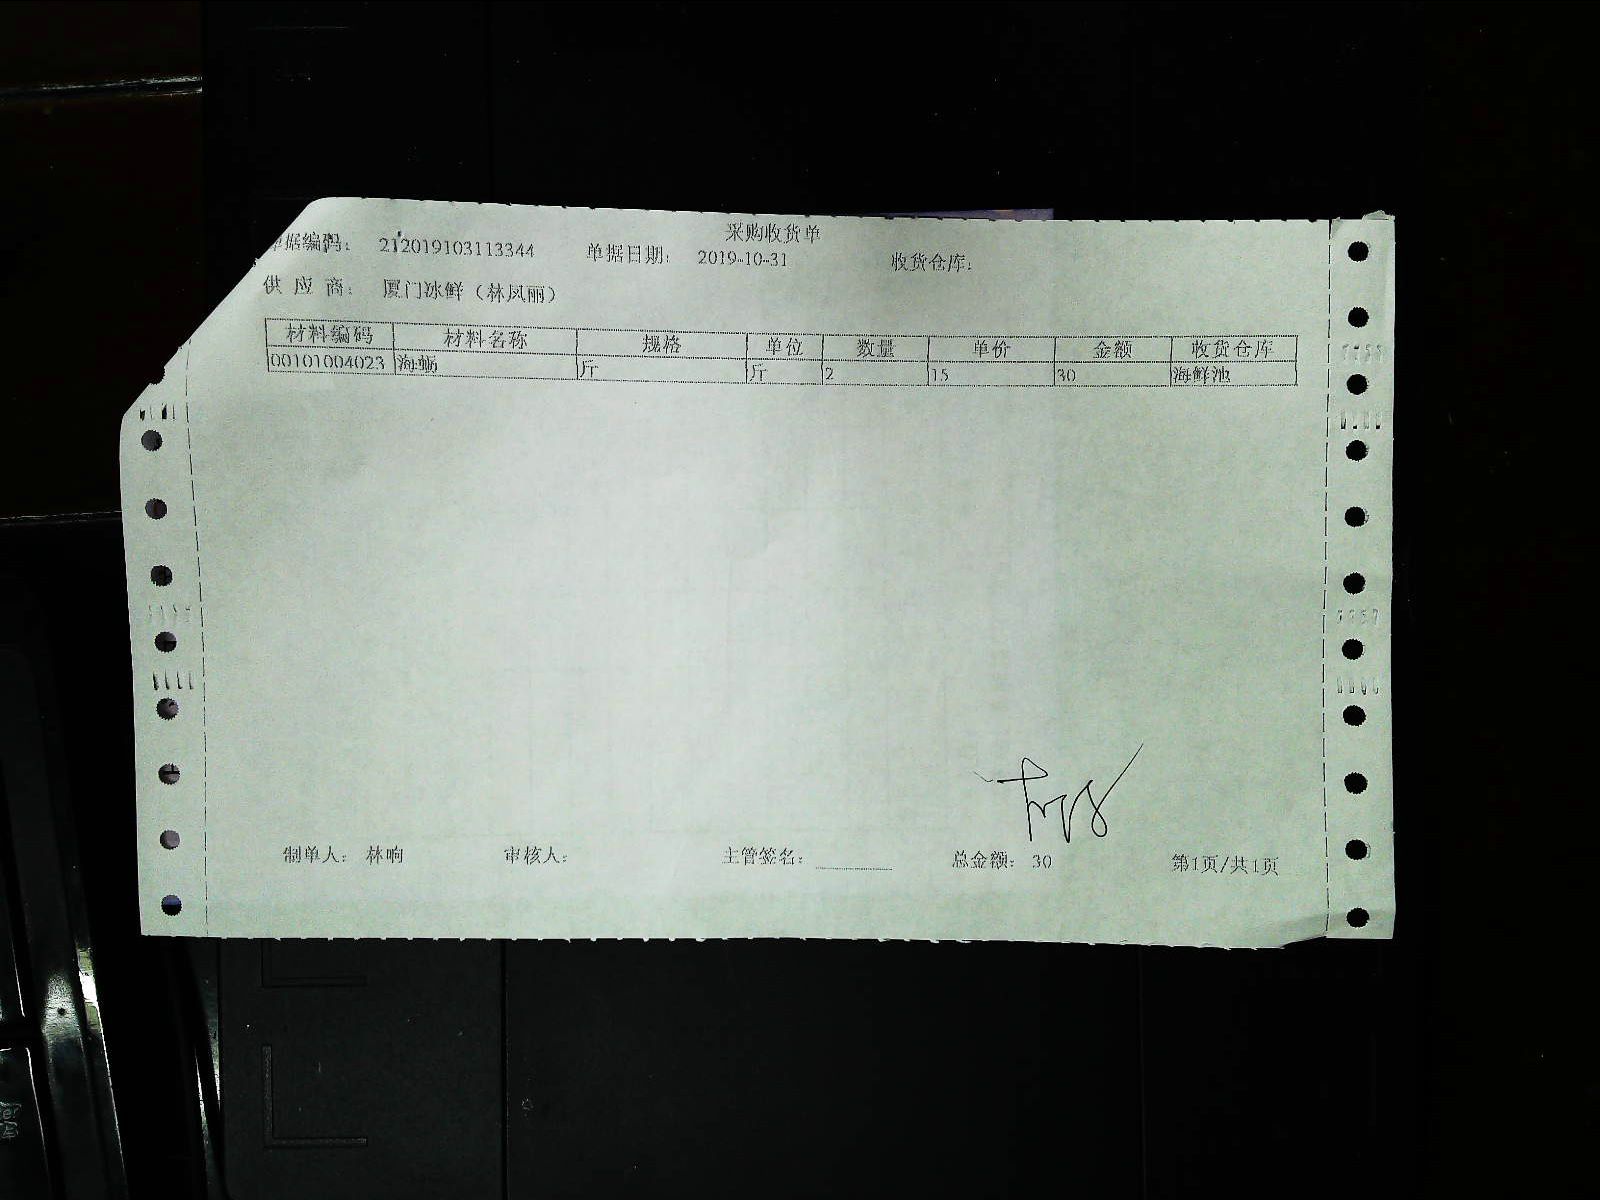 采购收货单
单据编码： 212019103113344 单据日期： 2019-10-31 收货仓库：
供 应 商： 厦门冰鲜（林凤丽）
材料编码 材料名称 规格 单位 数量 单价 金额 收货仓库
00101004023 海蛎 斤 斤 2 15 30 海鲜池
制单人： 林响 审核人： 主管签名： 总金额： 30 第1页/共1页